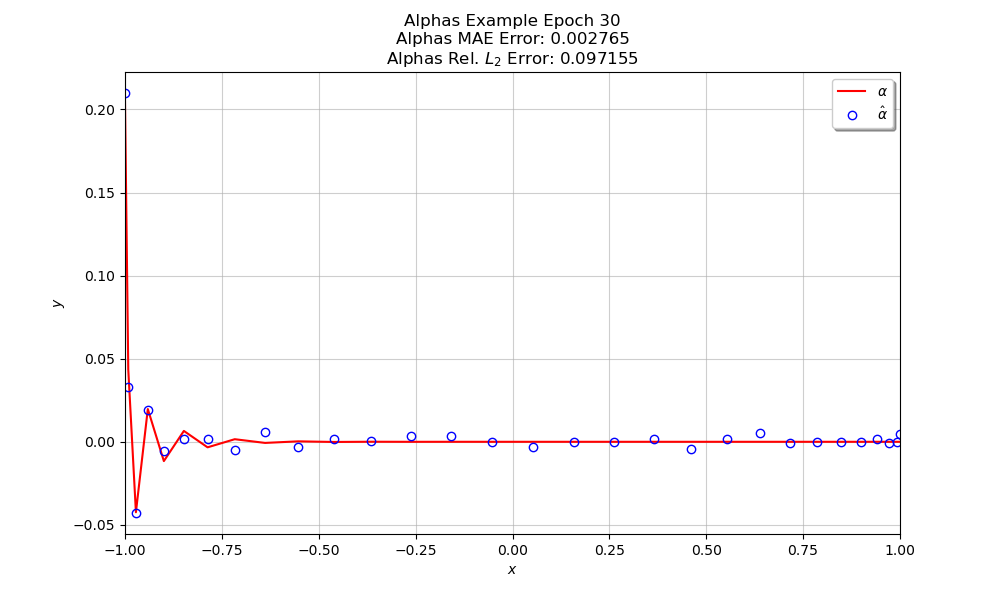 Alphas Example Epoch 30
Alphas MAE Error: 0.002765
Alphas Rel. L₂ Error: 0.097155
α
α̂
0.20
0.15
0.10
0.05
0.00
−0.05
y
−1.00 −0.75 −0.50 −0.25 0.00 0.25 0.50 0.75 1.00
x